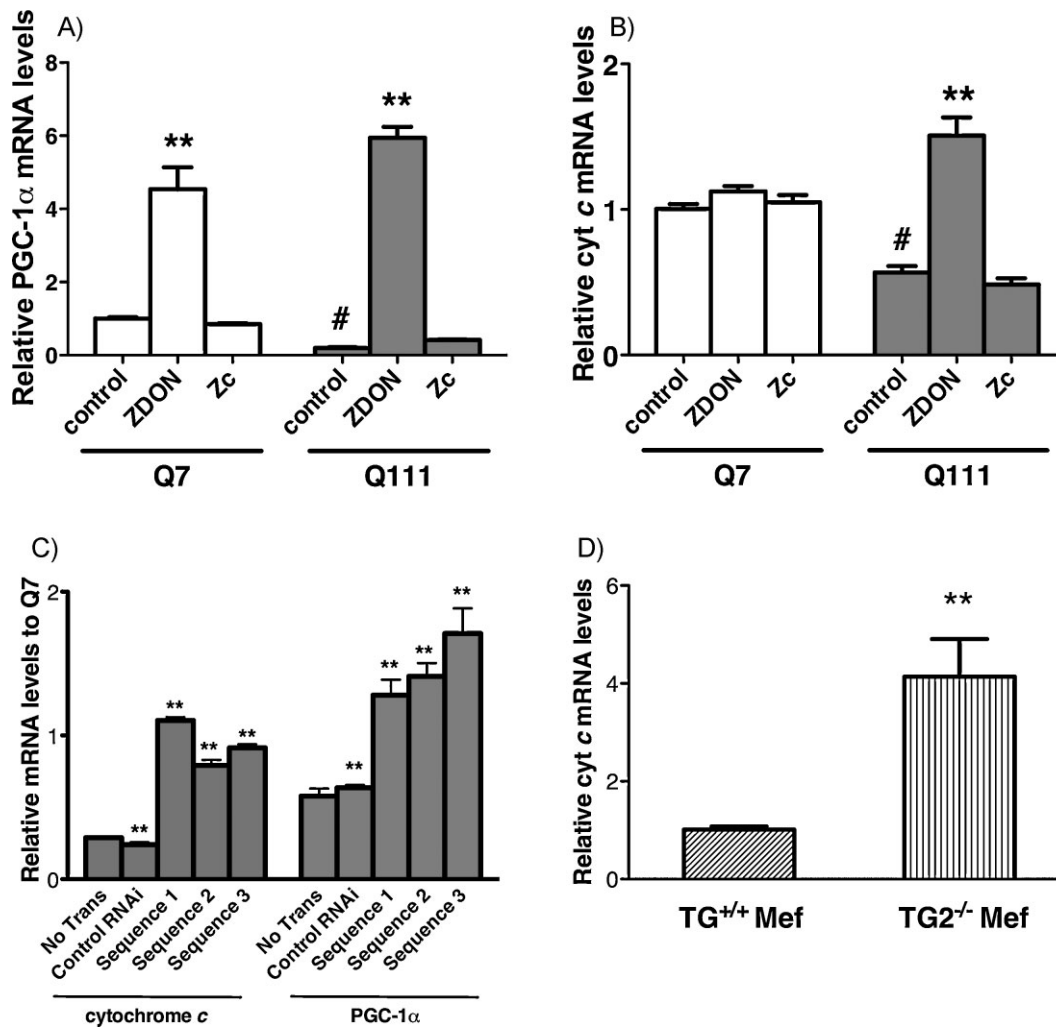 A)
Relative PGC-1α mRNA levels
8
6
4
2
0
**
#
**
control
ZDON
Zc
control
ZDON
Zc
Q7
Q111
B)
Relative cyt c mRNA levels
2
1
0
#
**
control
ZDON
Zc
control
ZDON
Zc
Q7
Q111
C)
Relative mRNA levels to Q7
2
1
0
**
**
**
**
**
**
**
**
No Trans
Control RNAi
Sequence 1
Sequence 2
Sequence 3
No Trans
Control RNAi
Sequence 1
Sequence 2
Sequence 3
cytochrome c
PGC-1α
D)
Relative cyt c mRNA levels
6
4
2
0
**
TG+/+ Mef
TG2-/- Mef